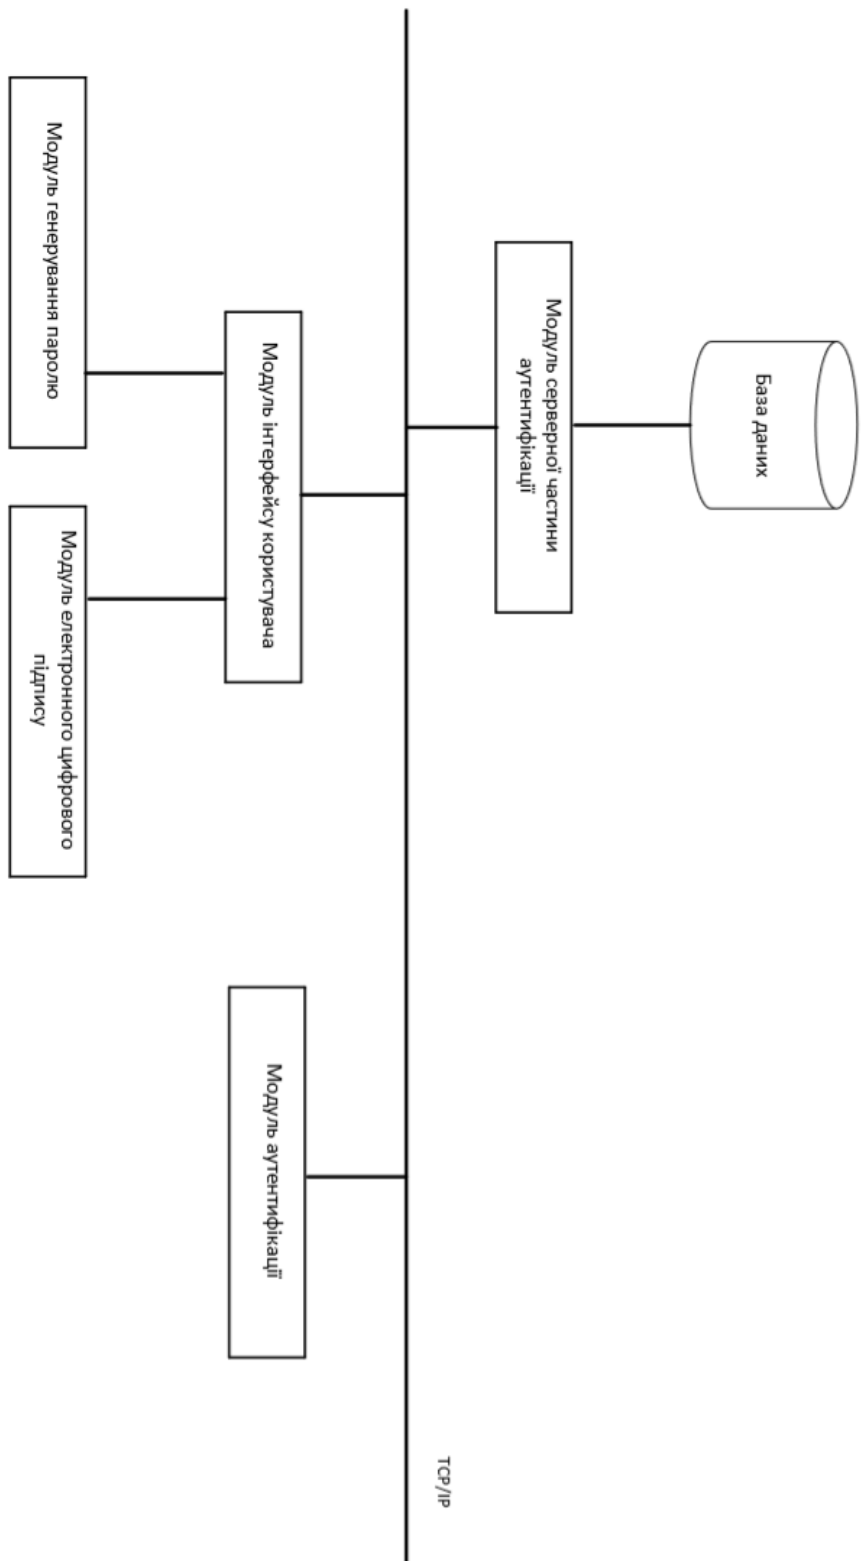 База даних
Модуль серверної частини
аутентифікації
TCP/IP
Модуль інтерфейсу користувача
Модуль аутентифікації
Модуль генерування паролю
Модуль електронного цифрового
підпису